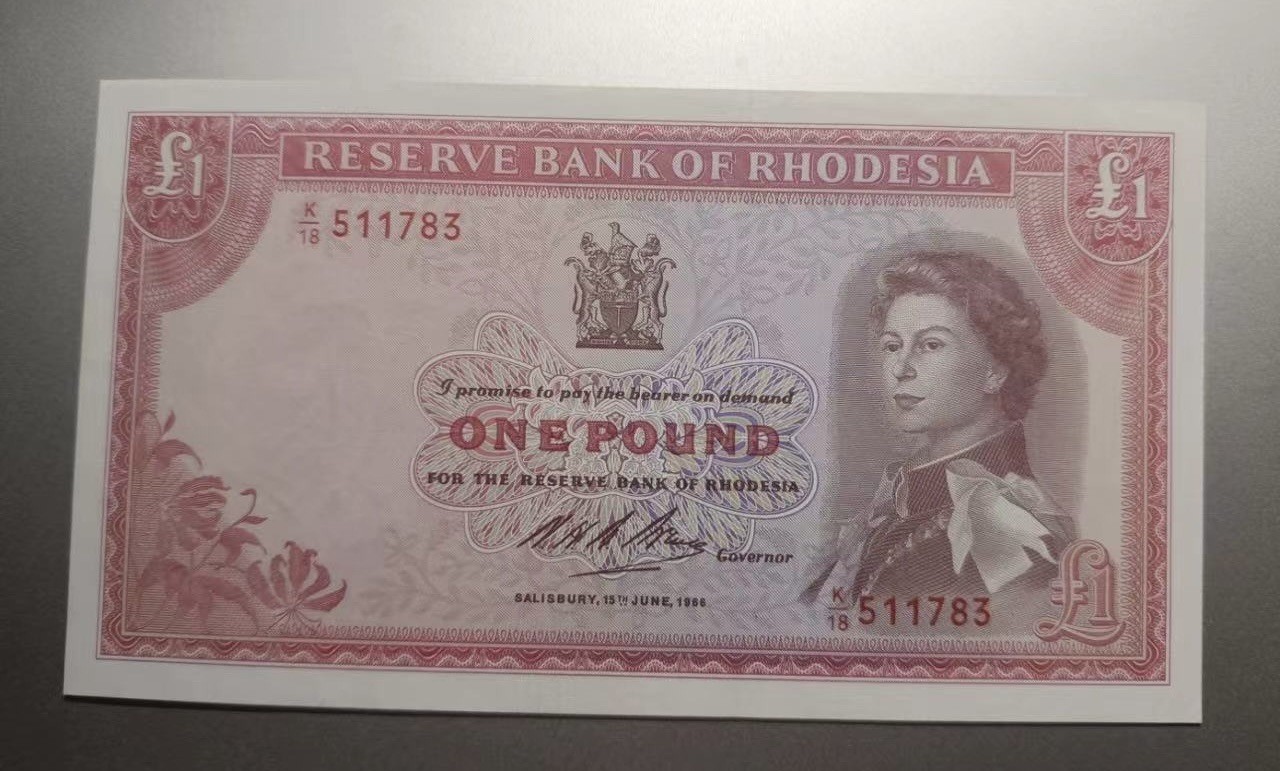 £1
RESERVE BANK OF RHODESIA
£1
K/18 511783
I promise to pay the bearer on demand
ONE POUND
FOR THE RESERVE BANK OF RHODESIA
Governor
SALISBURY, 15TH JUNE, 1966
K/18 511783
£1